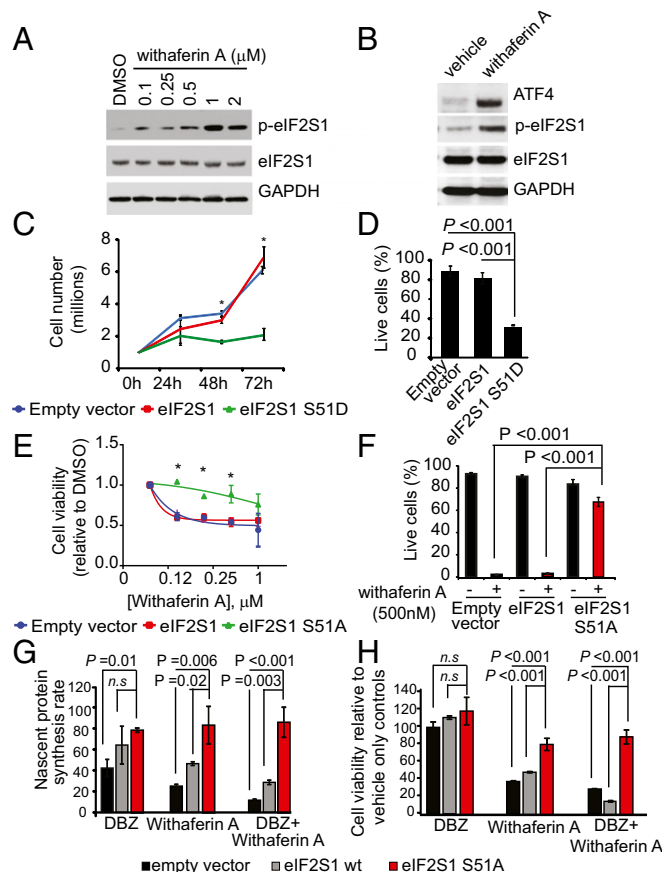 A
withaferin A (μM)
DMSO
0.1
0.25
0.5
1
2
p-eIF2S1
eIF2S1
GAPDH
B
vehicle
withaferin A
ATF4
p-eIF2S1
eIF2S1
GAPDH
C
Cell number
(millions)
8
6
4
2
0
*
*
0h 24h 48h 72h
Empty vector eIF2S1 eIF2S1 S51D
D
P <0.001
P <0.001
Live cells (%)
100
80
60
40
20
0
Empty
vector
eIF2S1
eIF2S1 S51D
E
Cell viability
(relative to DMSO)
1.5
1.0
0.5
0
* * *
0 0.12 0.25 1
[Withaferin A], μM
Empty vector eIF2S1 eIF2S1 S51A
F
P <0.001
P <0.001
Live cells (%)
100
80
60
40
20
0
withaferin A
(500nM)
- + - + - +
Empty
vector
eIF2S1
eIF2S1
S51A
G
P =0.01
n.s
P =0.006
P =0.02
P <0.001
P =0.003
Nascent protein
synthesis rate
100
80
60
40
20
0
DBZ Withaferin A DBZ+
Withaferin A
H
n.s
n.s
P <0.001
P <0.001
P <0.001
P <0.001
Cell viability relative to
vehicle only controls
120
100
80
60
40
20
0
DBZ Withaferin A DBZ+
Withaferin A
empty vector eIF2S1 wt eIF2S1 S51A